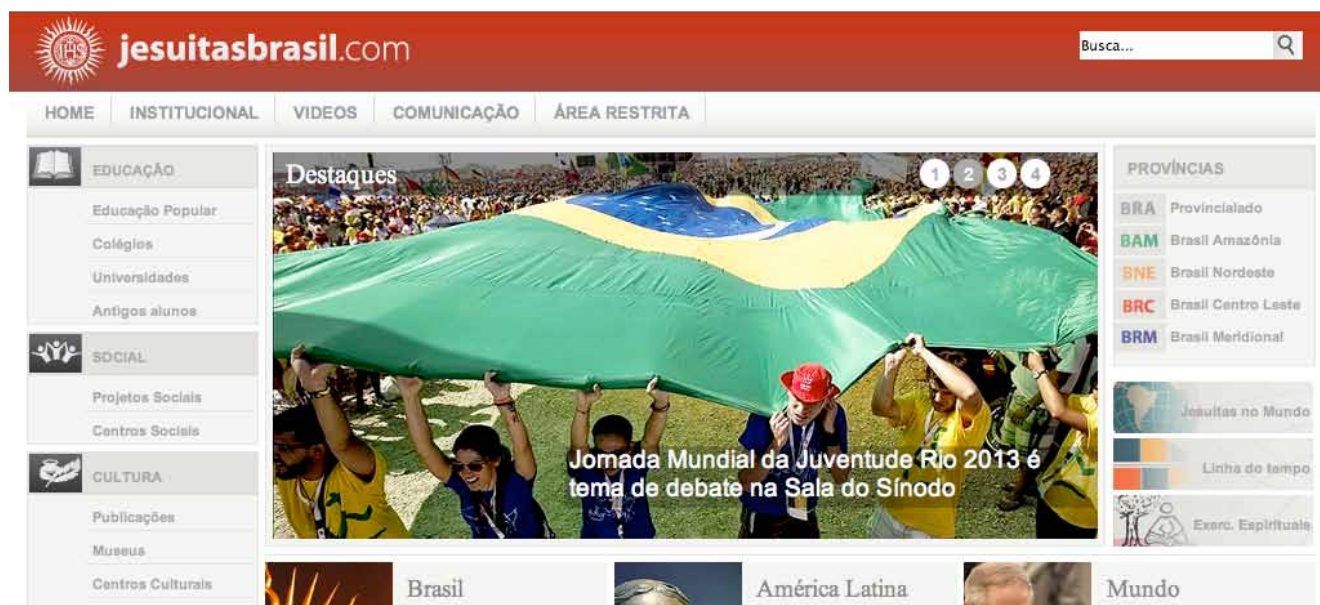 IHS
jesuitasbrasil.com
Busca...
HOME INSTITUCIONAL VIDEOS COMUNICAÇÃO ÁREA RESTRITA
EDUCAÇÃO
Educação Popular
Colégios
Universidades
Antigos alunos
SOCIAL
Projetos Sociais
Centros Sociais
CULTURA
Publicações
Museus
Centros Culturais
Destaques
1 2 3 4
Jornada Mundial da Juventude Rio 2013 é
tema de debate na Sala do Sínodo
PROVÍNCIAS
BRA Provincialado
BAM Brasil Amazônia
BNE Brasil Nordeste
BRC Brasil Centro Leste
BRM Brasil Meridional
Jesuítas no Mundo
Linha do tempo
Exerc. Espirituais
Brasil
América Latina
Mundo